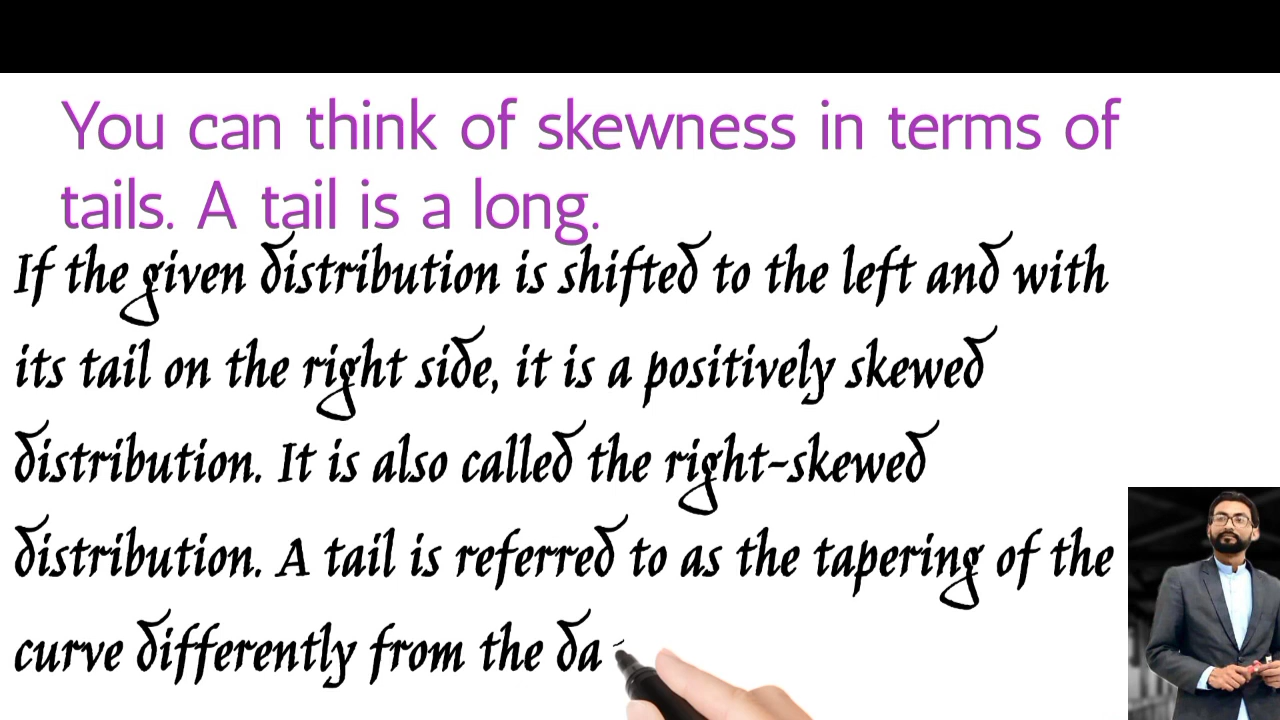 You can think of skewness in terms of
tails. A tail is a long.
If the given distribution is shifted to the left and with
its tail on the right side, it is a positively skewed
distribution. It is also called the right-skewed
distribution. A tail is referred to as the tapering of the
curve differently from the da